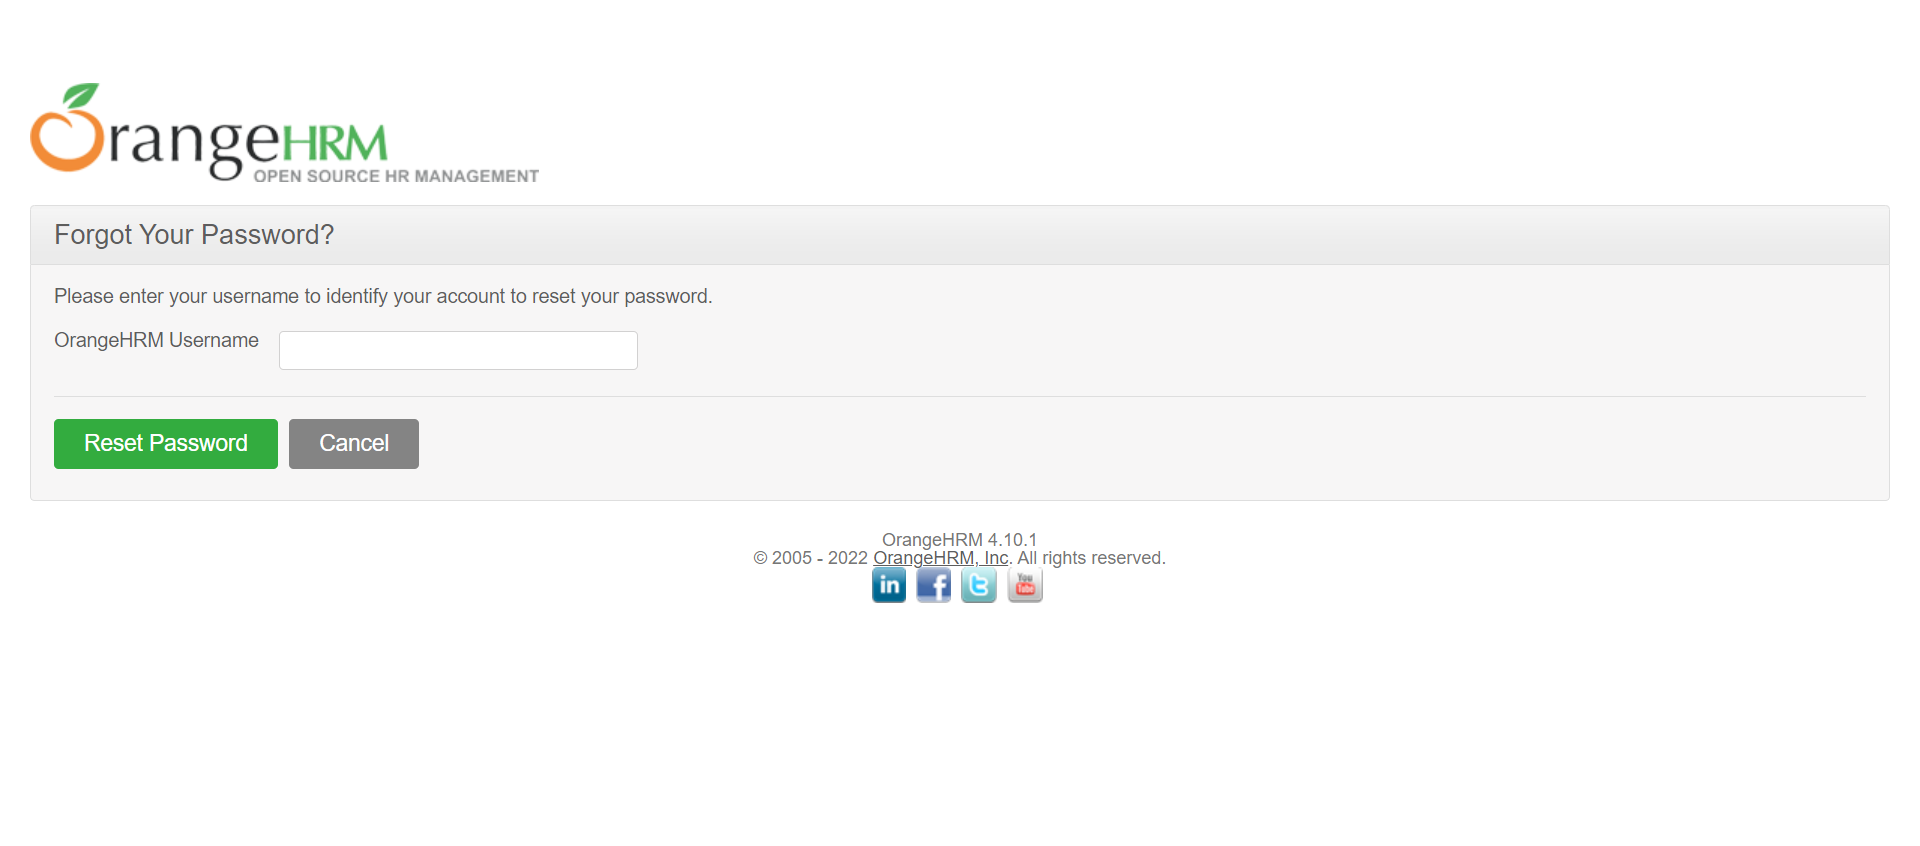 OrangeHRM
OPEN SOURCE HR MANAGEMENT
Forgot Your Password?
Please enter your username to identify your account to reset your password.
OrangeHRM Username
Reset Password Cancel
OrangeHRM 4.10.1
© 2005 - 2022 OrangeHRM, Inc. All rights reserved.
in f t You Tube